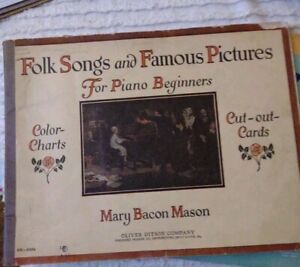 Folk Songs and Famous Pictures
For Piano Beginners
Color-
Charts
Cut-out-
Cards
Mary Bacon Mason
OLIVER DITSON COMPANY